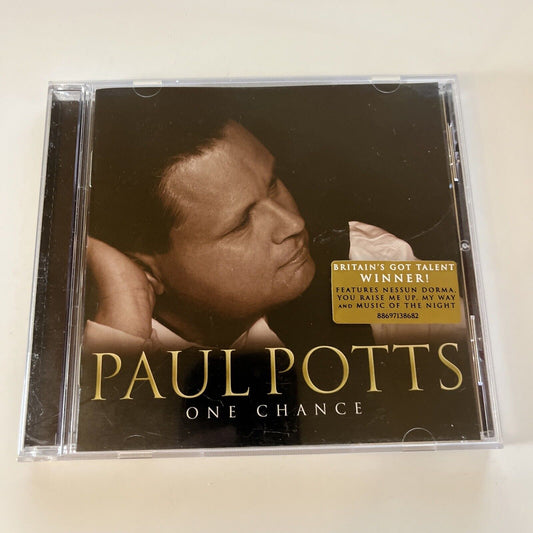 BRITAIN'S GOT TALENT
WINNER!
FEATURES NESSUN DORMA,
YOU RAISE ME UP, MY WAY
AND MUSIC OF THE NIGHT
88697138682
PAUL POTTS
ONE CHANCE